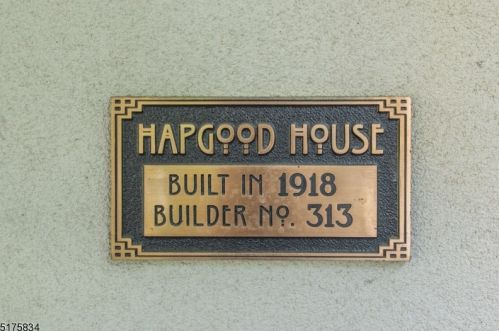 HAPGOOD HOUSE
BUILT IN 1918
BUILDER NO. 313
5175834